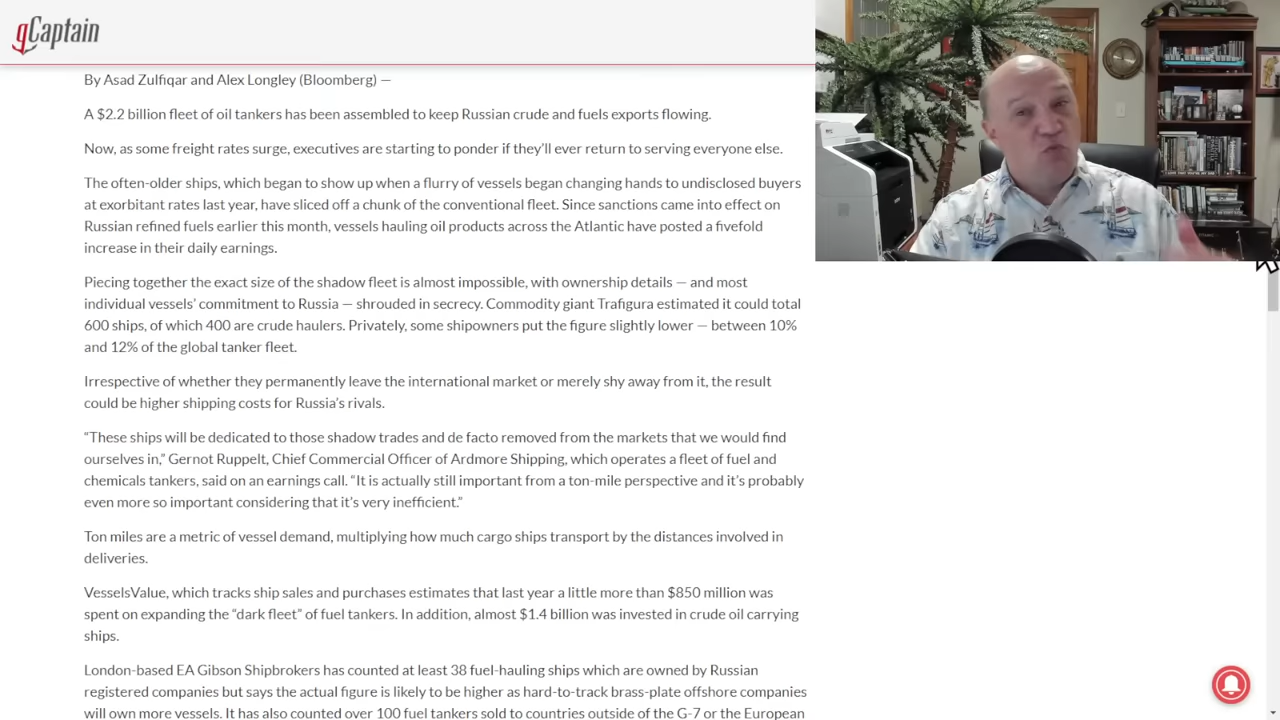 gCaptain
By Asad Zulfiqar and Alex Longley (Bloomberg) —
A $2.2 billion fleet of oil tankers has been assembled to keep Russian crude and fuels exports flowing.
Now, as some freight rates surge, executives are starting to ponder if they’ll ever return to serving everyone else.
The often-older ships, which began to show up when a flurry of vessels began changing hands to undisclosed buyers
at exorbitant rates last year, have sliced off a chunk of the conventional fleet. Since sanctions came into effect on
Russian refined fuels earlier this month, vessels hauling oil products across the Atlantic have posted a fivefold
increase in their daily earnings.
Piecing together the exact size of the shadow fleet is almost impossible, with ownership details — and most
individual vessels’ commitment to Russia — shrouded in secrecy. Commodity giant Trafigura estimated it could total
600 ships, of which 400 are crude haulers. Privately, some shipowners put the figure slightly lower — between 10%
and 12% of the global tanker fleet.
Irrespective of whether they permanently leave the international market or merely shy away from it, the result
could be higher shipping costs for Russia’s rivals.
“These ships will be dedicated to those shadow trades and de facto removed from the markets that we would find
ourselves in,” Gernot Ruppelt, Chief Commercial Officer of Ardmore Shipping, which operates a fleet of fuel and
chemicals tankers, said on an earnings call. “It is actually still important from a ton-mile perspective and it’s probably
even more so important considering that it’s very inefficient.”
Ton miles are a metric of vessel demand, multiplying how much cargo ships transport by the distances involved in
deliveries.
VesselsValue, which tracks ship sales and purchases estimates that last year a little more than $850 million was
spent on expanding the “dark fleet” of fuel tankers. In addition, almost $1.4 billion was invested in crude oil carrying
ships.
London-based EA Gibson Shipbrokers has counted at least 38 fuel-hauling ships which are owned by Russian
registered companies but says the actual figure is likely to be higher as hard-to-track brass-plate offshore companies
will own more vessels. It has also counted over 100 fuel tankers sold to countries outside of the G-7 or the European